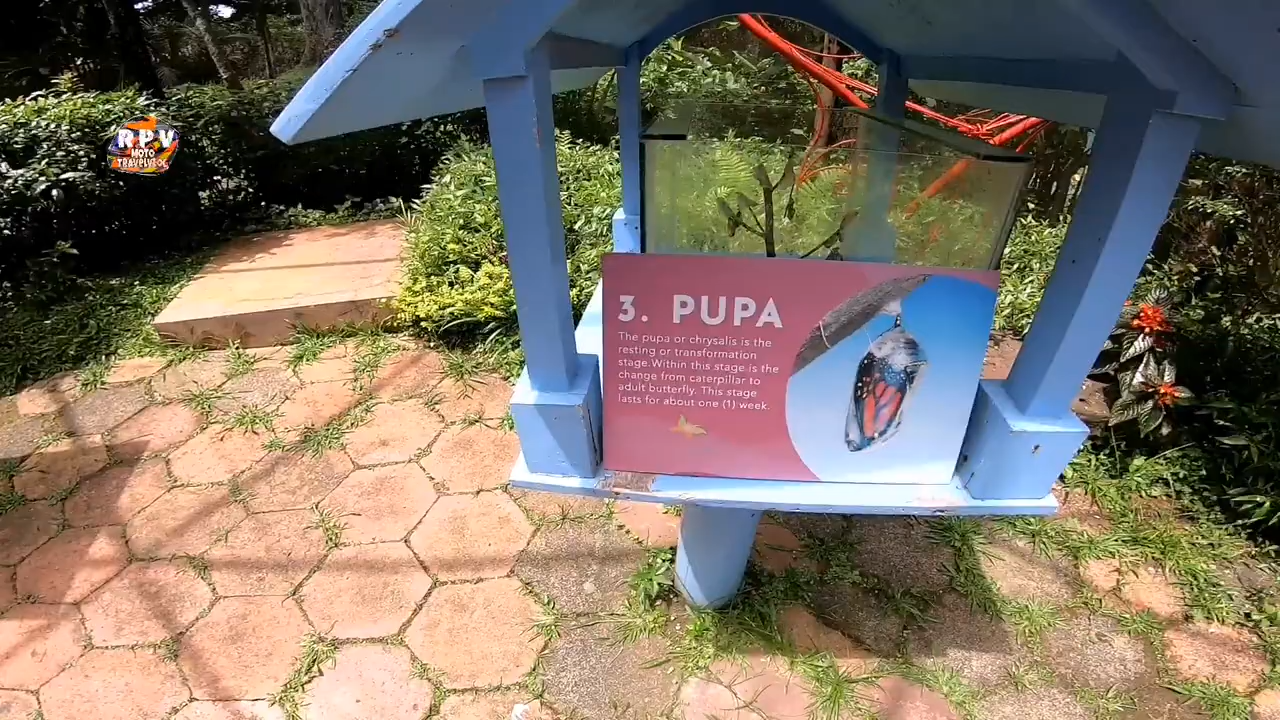 R P V
MOTO
TRAVELVLOG
3. PUPA
The pupa or chrysalis is the
resting or transformation
stage.Within this stage is the
change from caterpillar to
adult butterfly. This stage
lasts for about one (1) week.